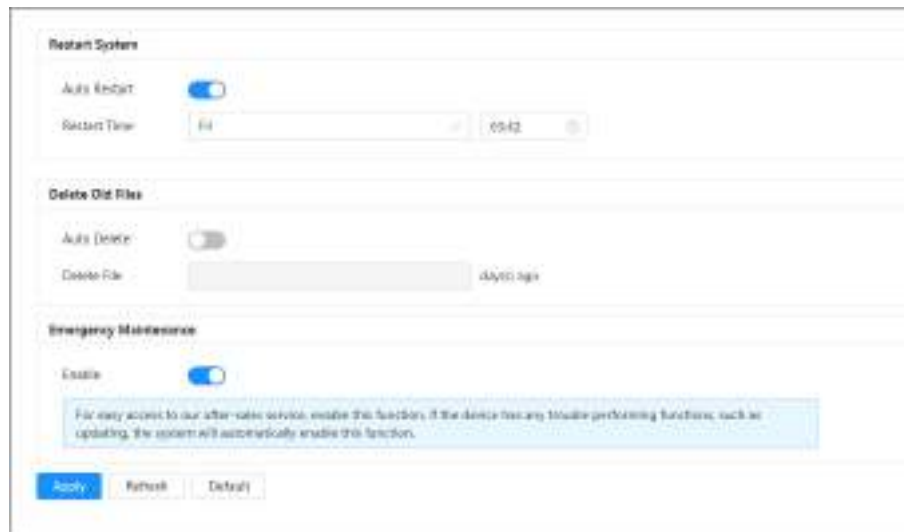 Restart System
Auto Restart
Restart Time Fri
Delete Old Files
Auto Delete
Delete File day(s) ago
Emergency Maintenance
Enable
For easy access to our after-sales service, enable this function. If the device has any trouble performing functions, such as
updating, the system will automatically enable this function.
Apply Refresh Default